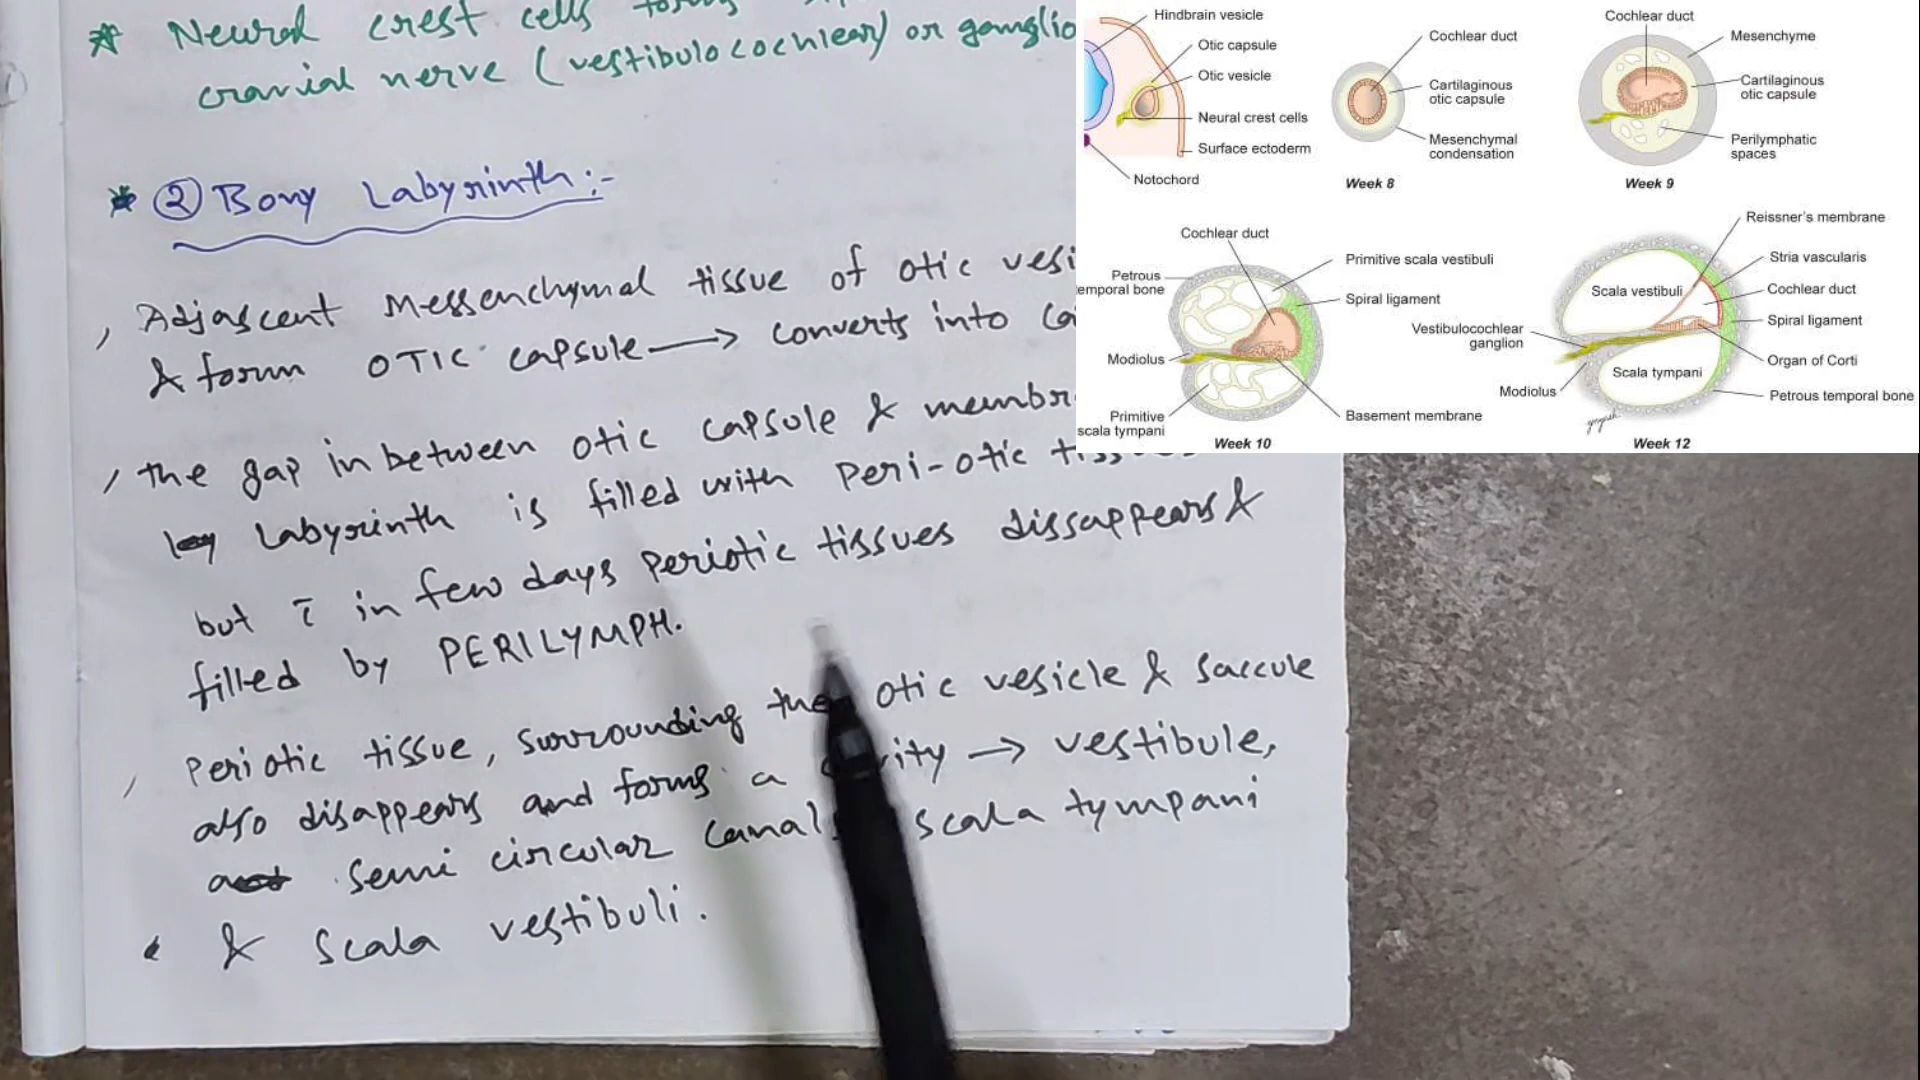 * Neural crest cells forms
cranial nerve (vestibulocochlear) or ganglio
* ② Bony Labyrinth:-
Adjascent Messenchymal tissue of otic vesi
& form OTIC capsule → converts into Ca
the gap in between otic capsule & membr
Labyrinth is filled with Peri-otic tissues
but in few days Periotic tissues dissappears &
filled by PERILYMPH.
Periotic tissue, surrounding the otic vesicle & saccule
also disappears and forms a cavity → vestibule,
semi circular canals scala tympani
& scala vestibuli.
Hindbrain vesicle
Otic capsule
Otic vesicle
Neural crest cells
Surface ectoderm
Notochord
Cochlear duct
Cartilaginous
otic capsule
Mesenchymal
condensation
Week 8
Cochlear duct
Mesenchyme
Cartilaginous
otic capsule
Perilymphatic
spaces
Week 9
Cochlear duct
Petrous
temporal bone
Primitive scala vestibuli
Spiral ligament
Modiolus
Primitive
scala tympani
Basement membrane
Week 10
Reissner's membrane
Stria vascularis
Scala vestibuli
Cochlear duct
Spiral ligament
Vestibulocochlear
ganglion
Organ of Corti
Scala tympani
Modiolus
Petrous temporal bone
Week 12